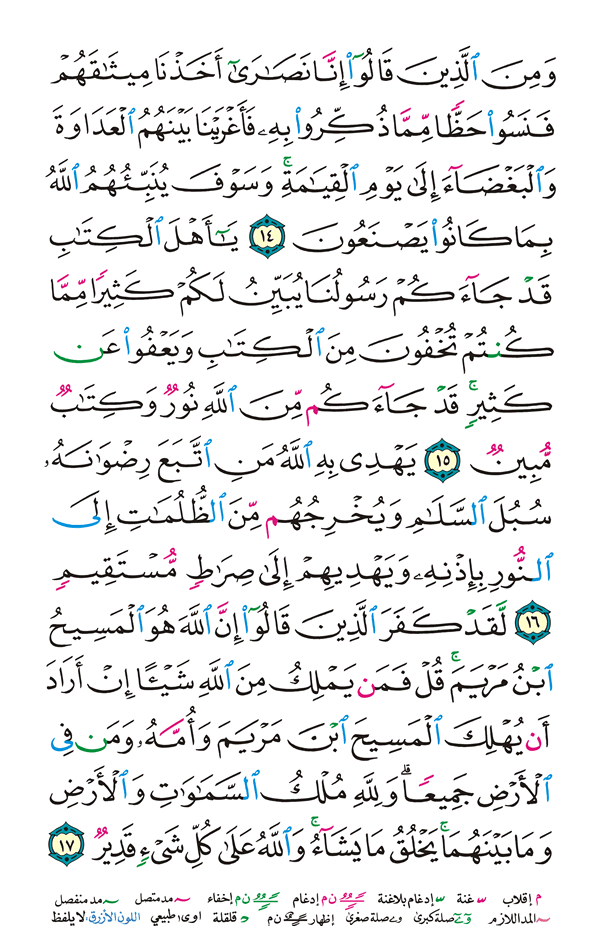 وَمِنَ ٱلَّذِينَ قَالُوٓا۟ إِنَّا نَصَٰرَىٰٓ أَخَذْنَا مِيثَٰقَهُمْ
فَنَسُوا۟ حَظًّا مِّمَّا ذُكِّرُوا۟ بِهِۦ فَأَغْرَيْنَا بَيْنَهُمُ ٱلْعَدَاوَةَ
وَٱلْبَغْضَآءَ إِلَىٰ يَوْمِ ٱلْقِيَٰمَةِ ۚ وَسَوْفَ يُنَبِّئُهُمُ ٱللَّهُ
بِمَا كَانُوا۟ يَصْنَعُونَ ١٤ يَٰٓأَهْلَ ٱلْكِتَٰبِ
قَدْ جَآءَكُمْ رَسُولُنَا يُبَيِّنُ لَكُمْ كَثِيرًا مِّمَّا
كُنتُمْ تُخْفُونَ مِنَ ٱلْكِتَٰبِ وَيَعْفُوا۟ عَن
كَثِيرٍ ۚ قَدْ جَآءَكُم مِّنَ ٱللَّهِ نُورٌ وَكِتَٰبٌ
مُّبِينٌ ١٥ يَهْدِى بِهِ ٱللَّهُ مَنِ ٱتَّبَعَ رِضْوَٰنَهُۥ
سُبُلَ ٱلسَّلَٰمِ وَيُخْرِجُهُم مِّنَ ٱلظُّلُمَٰتِ إِلَى
ٱلنُّورِ بِإِذْنِهِۦ وَيَهْدِيهِمْ إِلَىٰ صِرَٰطٍ مُّسْتَقِيمٍ
١٦ لَّقَدْ كَفَرَ ٱلَّذِينَ قَالُوٓا۟ إِنَّ ٱللَّهَ هُوَ ٱلْمَسِيحُ
ٱبْنُ مَرْيَمَ ۚ قُلْ فَمَن يَمْلِكُ مِنَ ٱللَّهِ شَيْـًٔا إِنْ أَرَادَ
أَن يُهْلِكَ ٱلْمَسِيحَ ٱبْنَ مَرْيَمَ وَأُمَّهُۥ وَمَن فِى
ٱلْأَرْضِ جَمِيعًا ۗ وَلِلَّهِ مُلْكُ ٱلسَّمَٰوَٰتِ وَٱلْأَرْضِ
وَمَا بَيْنَهُمَا ۚ يَخْلُقُ مَا يَشَآءُ ۚ وَٱللَّهُ عَلَىٰ كُلِّ شَىْءٍ قَدِيرٌ ١٧
م إقلاب غنة إدغام بلاغنة ن م إدغام ن م إخفاء مد متصل مد منفصل
المد اللازم صلة كبرى صلة صغرى إظهار ن م قلقلة اوى: طبيعي اللون الأزرق: لا يلفظ